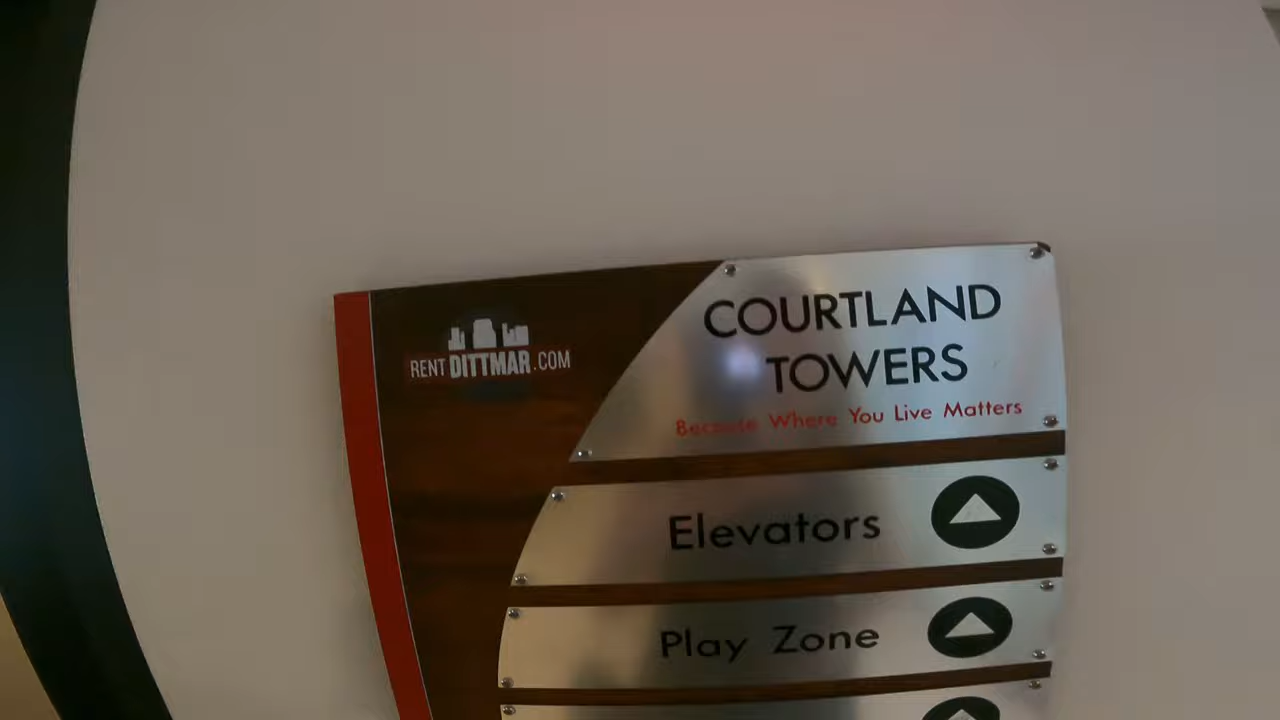 RENT DITTMAR.COM
COURTLAND
TOWERS
Because Where You Live Matters
Elevators
Play Zone